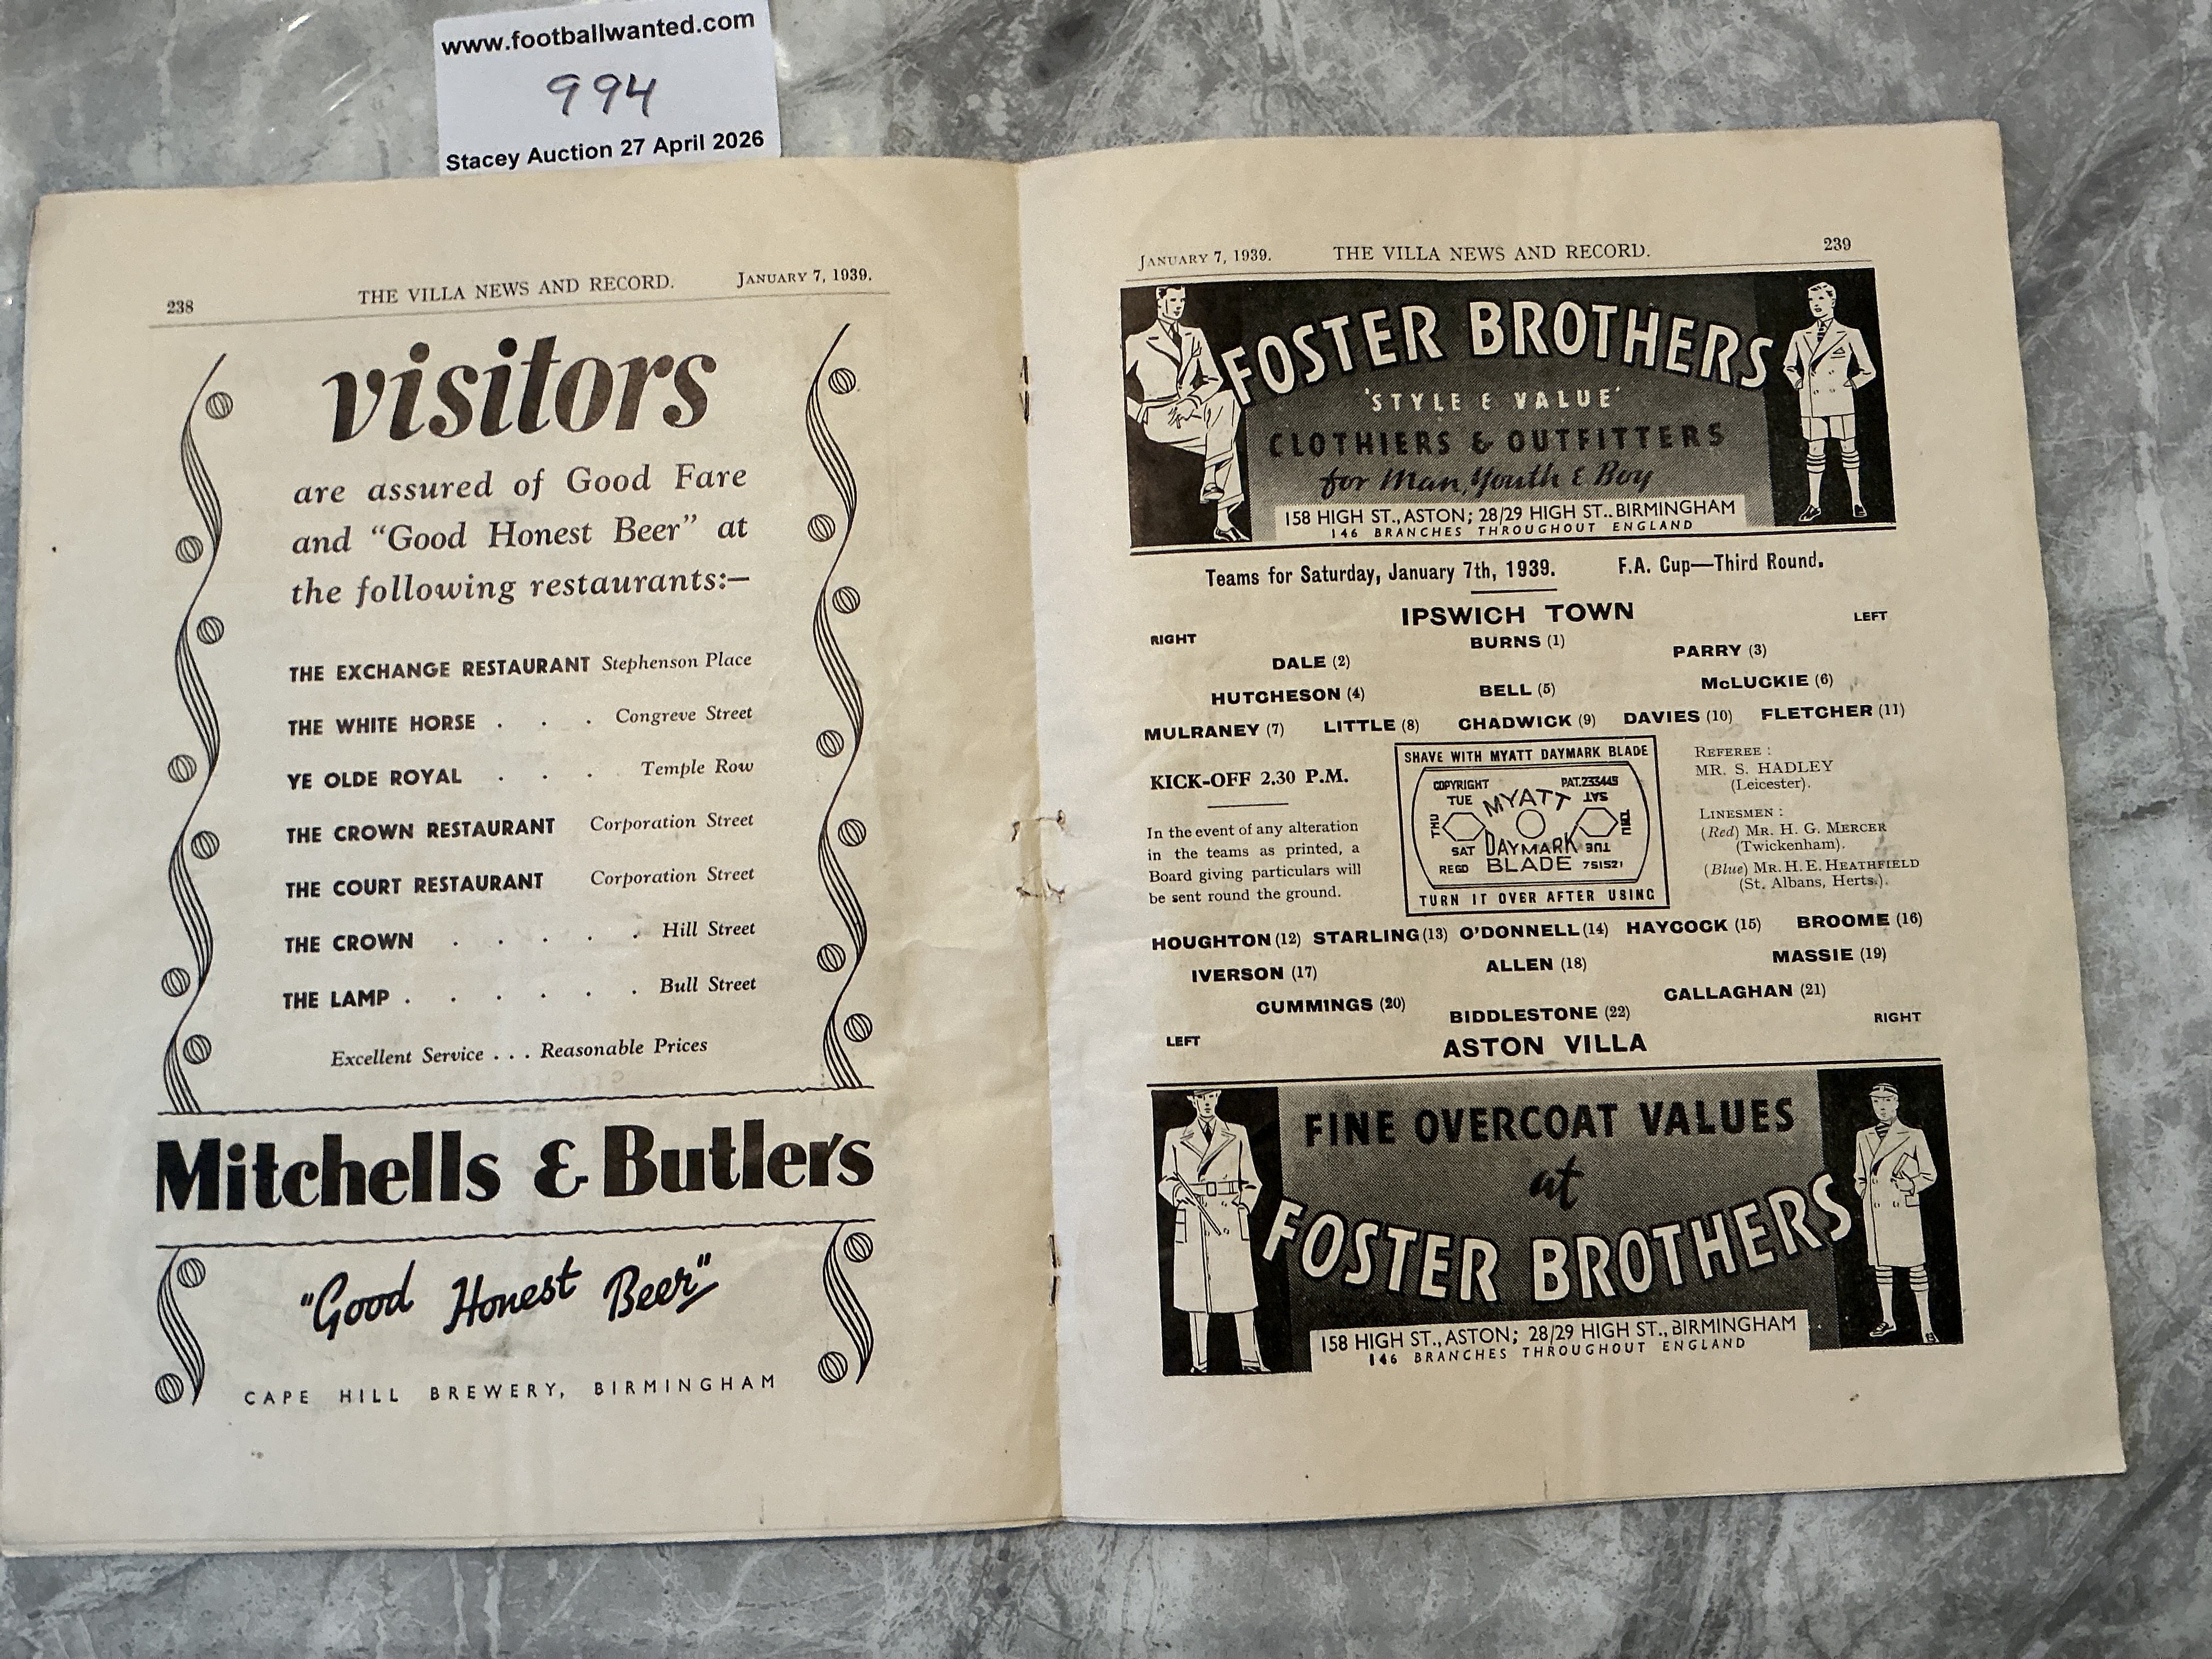 www.footballwanted.com
994
Stacey Auction 27 April 2026
238
THE VILLA NEWS AND RECORD.
JANUARY 7, 1939.
visitors
are assured of Good Fare
and "Good Honest Beer" at
the following restaurants:—
THE EXCHANGE RESTAURANT Stephenson Place
THE WHITE HORSE . . . Congreve Street
YE OLDE ROYAL . . . Temple Row
THE CROWN RESTAURANT Corporation Street
THE COURT RESTAURANT Corporation Street
THE CROWN . . . . . Hill Street
THE LAMP . . . . . . Bull Street
Excellent Service . . . Reasonable Prices
Mitchells & Butler's
"Good Honest Beer"
CAPE HILL BREWERY, BIRMINGHAM
JANUARY 7, 1939.
THE VILLA NEWS AND RECORD.
239
FOSTER BROTHERS
'STYLE & VALUE'
CLOTHIERS & OUTFITTERS
for Man, Youth & Boy
158 HIGH ST., ASTON; 28/29 HIGH ST.. BIRMINGHAM
146 BRANCHES THROUGHOUT ENGLAND
Teams for Saturday, January 7th, 1939. F.A. Cup—Third Round.
IPSWICH TOWN
RIGHT
LEFT
BURNS (1)
DALE (2) PARRY (3)
HUTCHESON (4) BELL (5) McLUCKIE (6)
MULRANEY (7) LITTLE (8) CHADWICK (9) DAVIES (10) FLETCHER (11)
KICK-OFF 2.30 P.M.
In the event of any alteration
in the teams as printed, a
Board giving particulars will
be sent round the ground.
SHAVE WITH MYATT DAYMARK BLADE
COPYRIGHT PAT.233445
TUE MYATT SAT
THU THU
SAT DAYMARK TUE
REGD BLADE 751521
TURN IT OVER AFTER USING
REFEREE :
MR. S. HADLEY
(Leicester).
LINESMEN :
(Red) MR. H. G. MERCER
(Twickenham).
(Blue) MR. H. E. HEATHFIELD
(St. Albans, Herts.).
HOUGHTON (12) STARLING (13) O'DONNELL (14) HAYCOCK (15) BROOME (16)
IVERSON (17) ALLEN (18) MASSIE (19)
CUMMINGS (20) CALLAGHAN (21)
BIDDLESTONE (22)
LEFT
RIGHT
ASTON VILLA
FINE OVERCOAT VALUES
at
FOSTER BROTHERS
158 HIGH ST., ASTON; 28/29 HIGH ST., BIRMINGHAM
146 BRANCHES THROUGHOUT ENGLAND